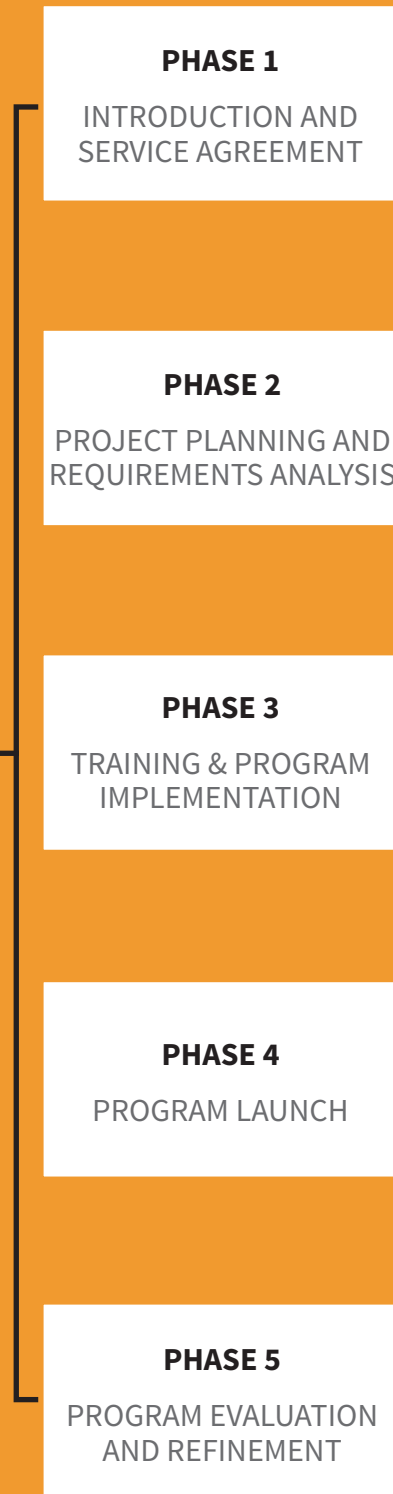 PHASE 1
INTRODUCTION AND
SERVICE AGREEMENT
PHASE 2
PROJECT PLANNING AND
REQUIREMENTS ANALYSIS
PHASE 3
TRAINING & PROGRAM
IMPLEMENTATION
PHASE 4
PROGRAM LAUNCH
PHASE 5
PROGRAM EVALUATION
AND REFINEMENT